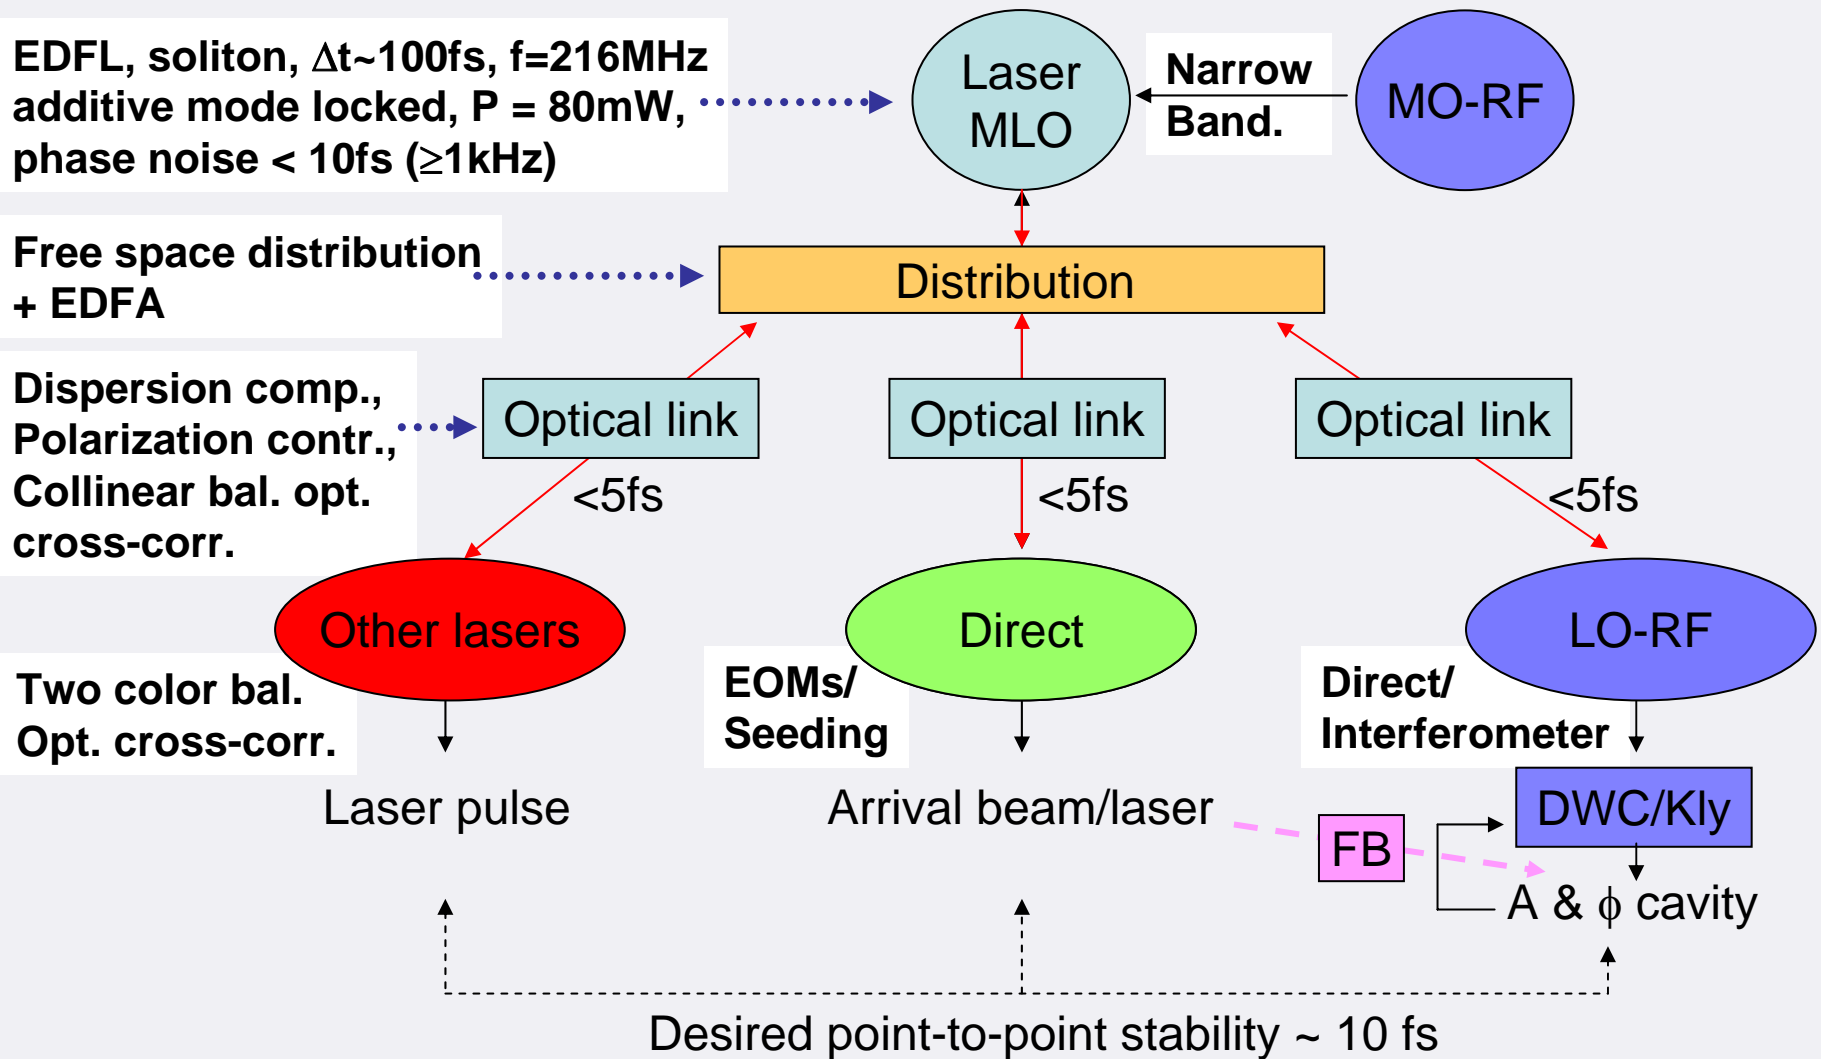 EDFL, soliton, Δt~100fs, f=216MHz
additive mode locked, P = 80mW,
phase noise < 10fs (≥1kHz)
Laser
MLO
Narrow
Band.
MO-RF
Free space distribution
+ EDFA
Distribution
Dispersion comp.,
Polarization contr.,
Collinear bal. opt.
cross-corr.
Optical link
Optical link
Optical link
<5fs
<5fs
<5fs
Other lasers
Direct
LO-RF
Two color bal.
Opt. cross-corr.
EOMs/
Seeding
Direct/
Interferometer
Laser pulse
Arrival beam/laser
FB
DWC/Kly
A & ϕ cavity
Desired point-to-point stability ~ 10 fs